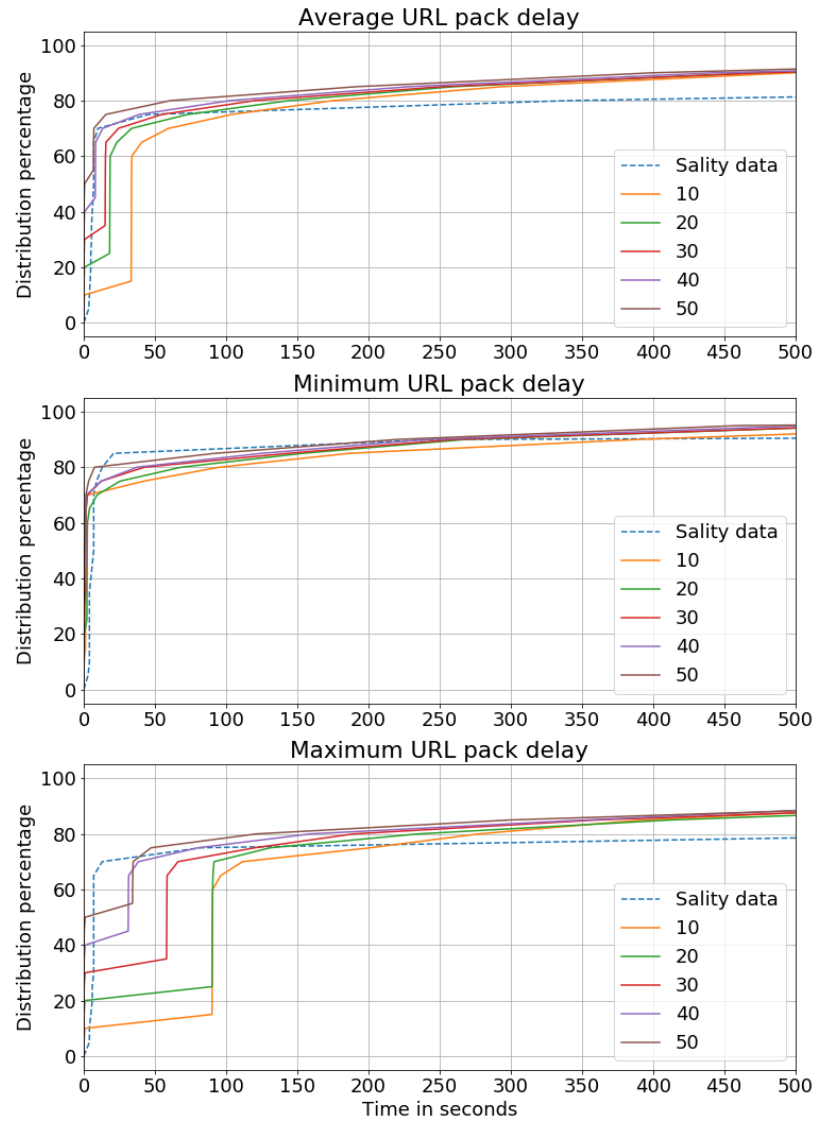 Average URL pack delay
100
80
60
40
20
0
Distribution percentage
Sality data
10
20
30
40
50
0 50 100 150 200 250 300 350 400 450 500
Minimum URL pack delay
100
80
60
40
20
0
Distribution percentage
Sality data
10
20
30
40
50
0 50 100 150 200 250 300 350 400 450 500
Maximum URL pack delay
100
80
60
40
20
0
Distribution percentage
Sality data
10
20
30
40
50
0 50 100 150 200 250 300 350 400 450 500
Time in seconds